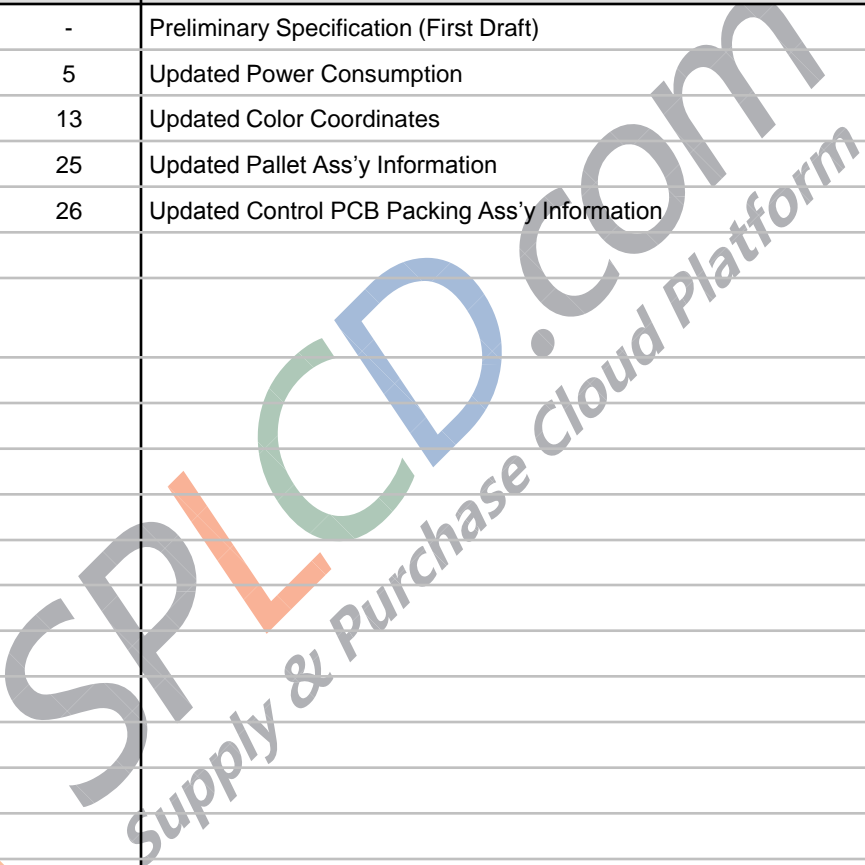 - Preliminary Specification (First Draft)
5 Updated Power Consumption
13 Updated Color Coordinates
25 Updated Pallet Ass’y Information
26 Updated Control PCB Packing Ass’y Information
SPLCD.com
Supply & Purchase Cloud Platform